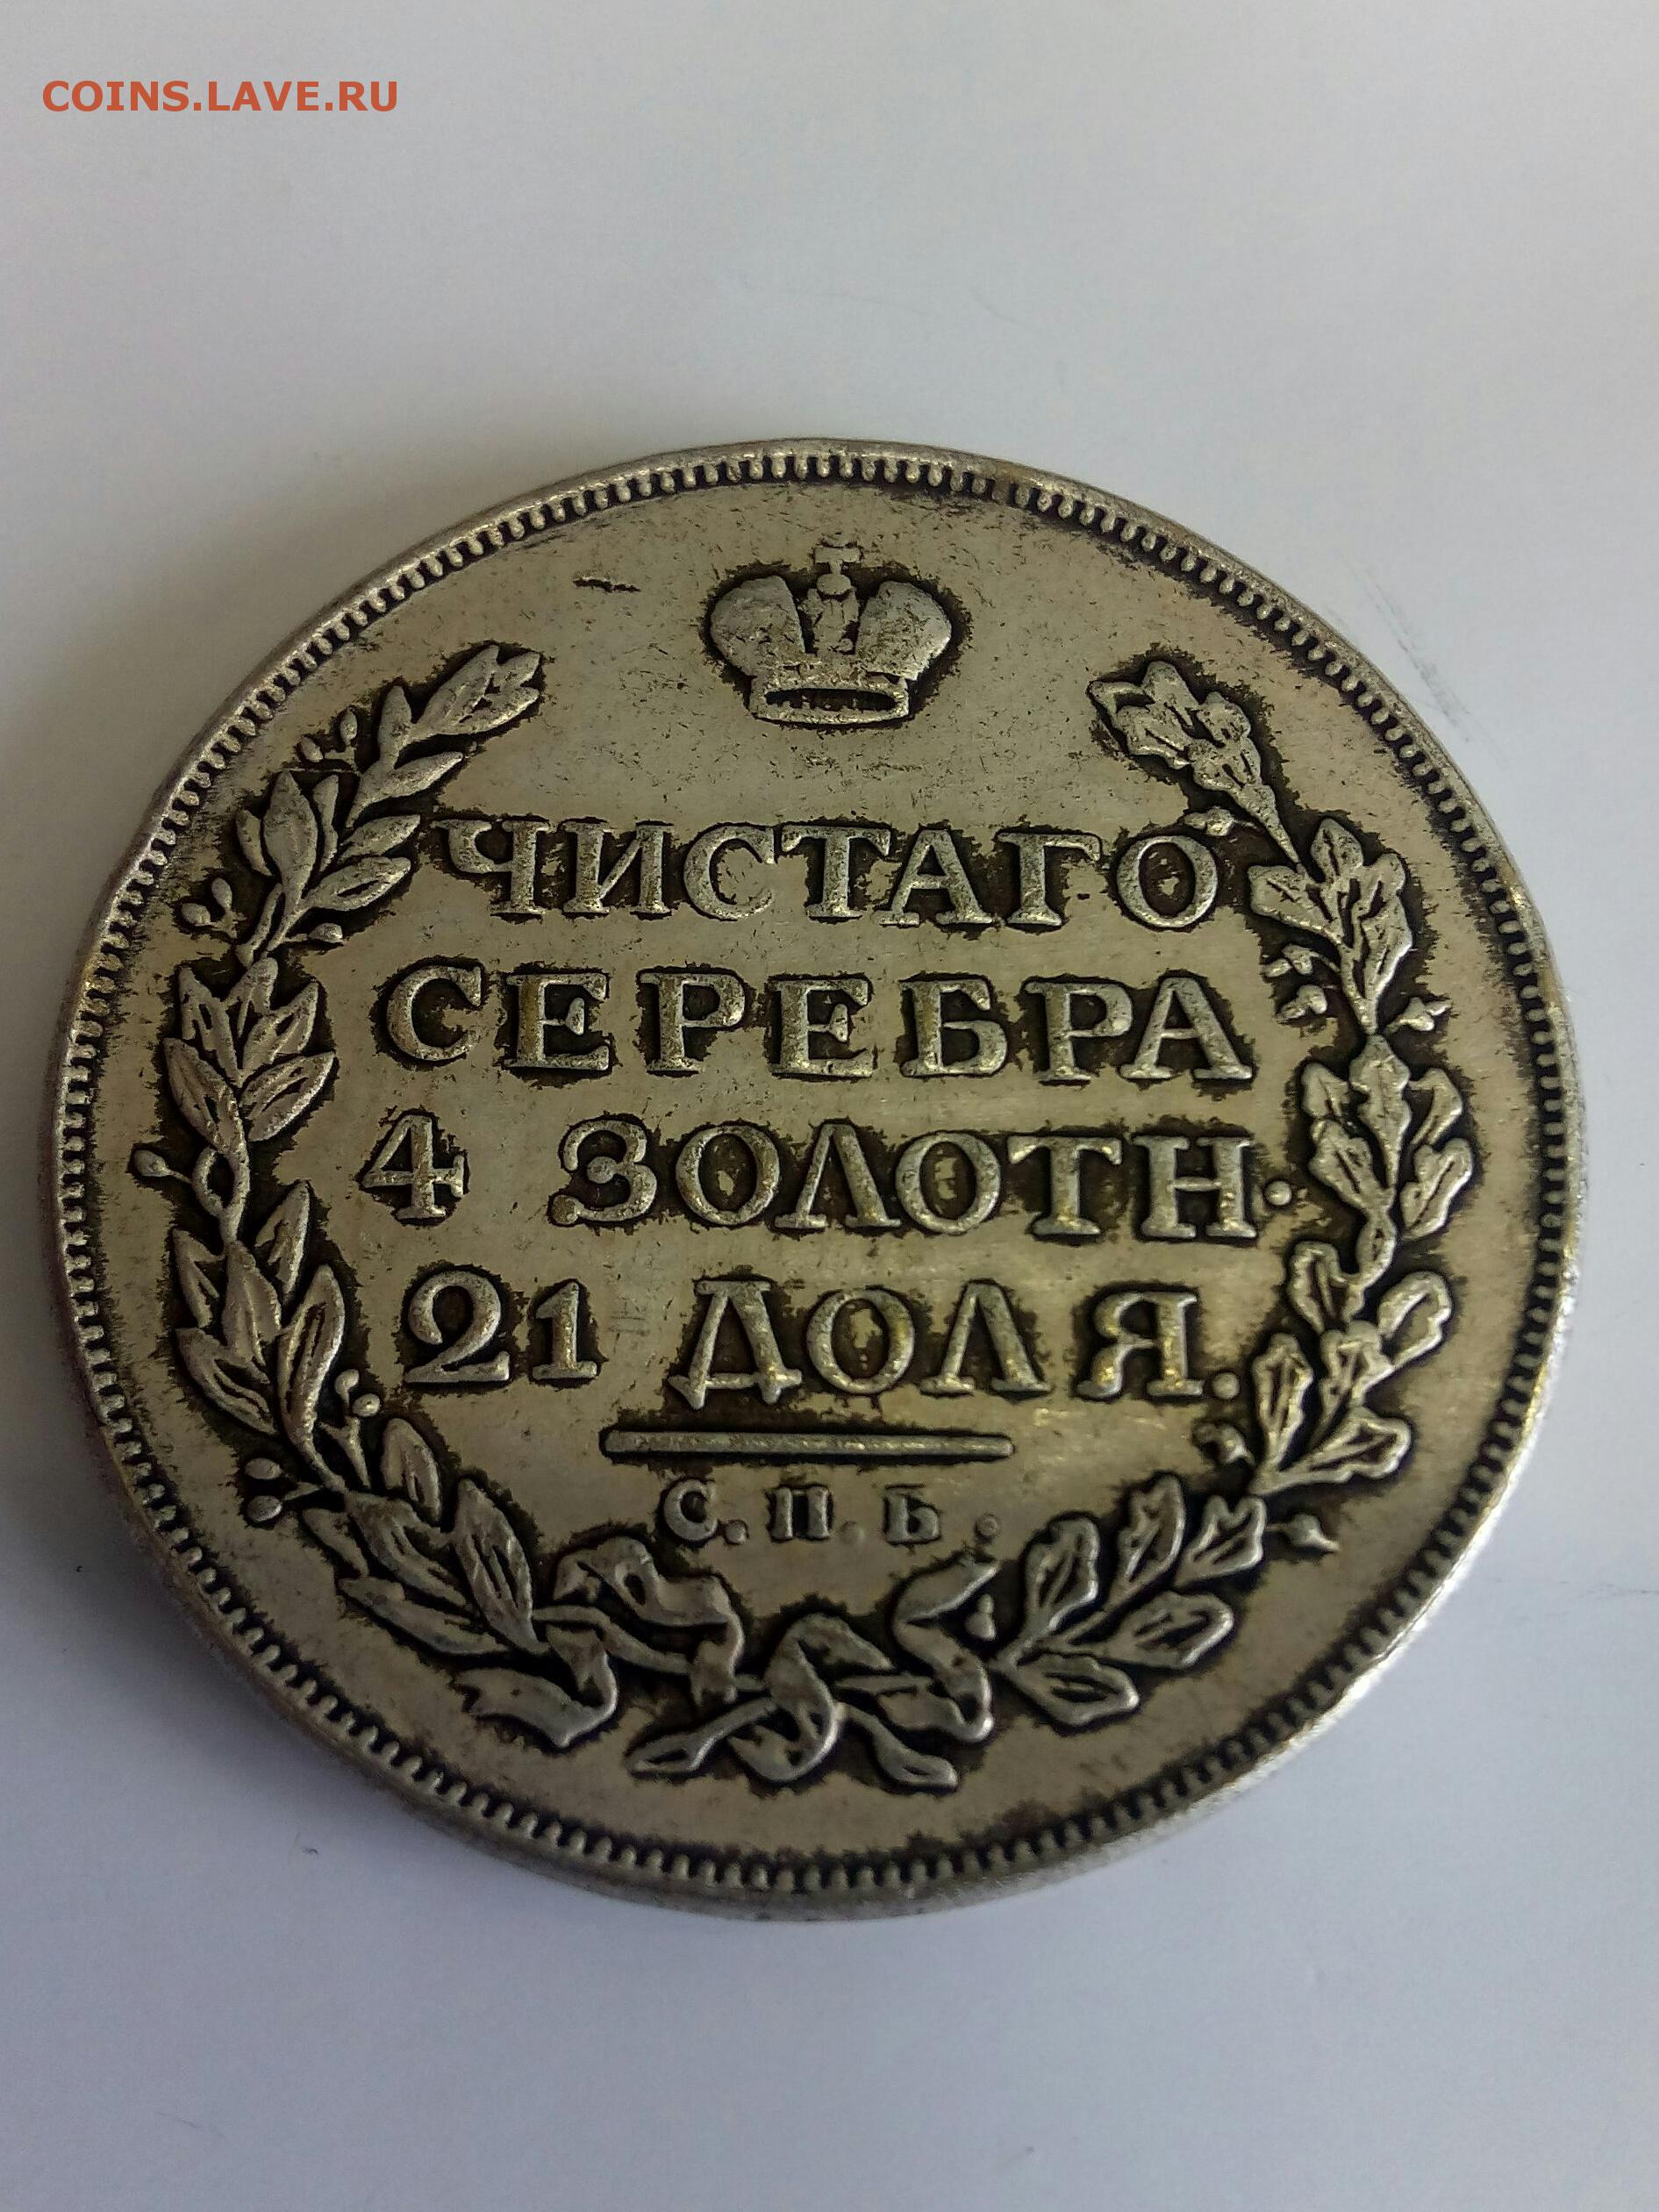 COINS.LAVE.RU
ЧИСТАГО
СЕРЕБРА
4 ЗОЛОТН.
21 ДОЛЯ.
С.П.Б.